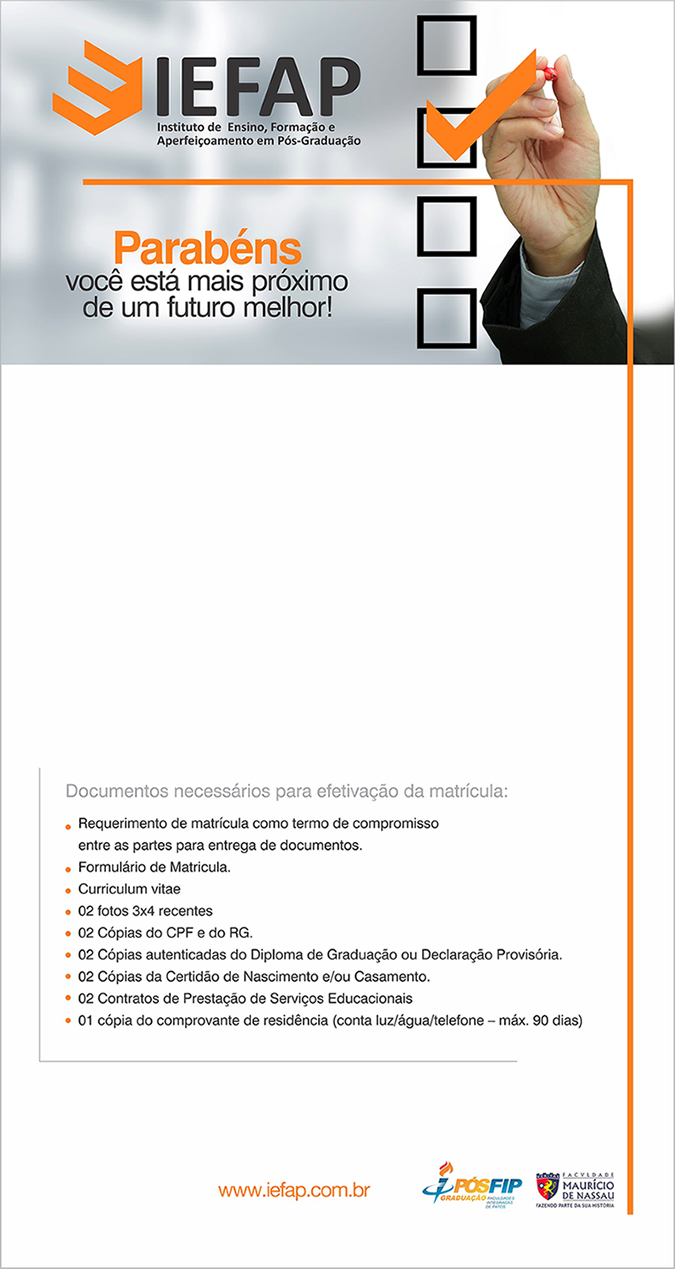 IEFAP
Instituto de Ensino, Formação e
Aperfeiçoamento em Pós-Graduação
Parabéns
você está mais próximo
de um futuro melhor!
Documentos necessários para efetivação da matrícula:
Requerimento de matrícula como termo de compromisso
entre as partes para entrega de documentos.
Formulário de Matricula.
Curriculum vitae
02 fotos 3x4 recentes
02 Cópias do CPF e do RG.
02 Cópias autenticadas do Diploma de Graduação ou Declaração Provisória.
02 Cópias da Certidão de Nascimento e/ou Casamento.
02 Contratos de Prestação de Serviços Educacionais
01 cópia do comprovante de residência (conta luz/água/telefone – máx. 90 dias)
www.iefap.com.br
PÓSFIP
GRADUAÇÃO
FACULDADES
INTEGRADAS
DE PATOS
FACVLDADE
MAURÍCIO
DE NASSAU
FAZENDO PARTE DA SUA HISTÓRIA